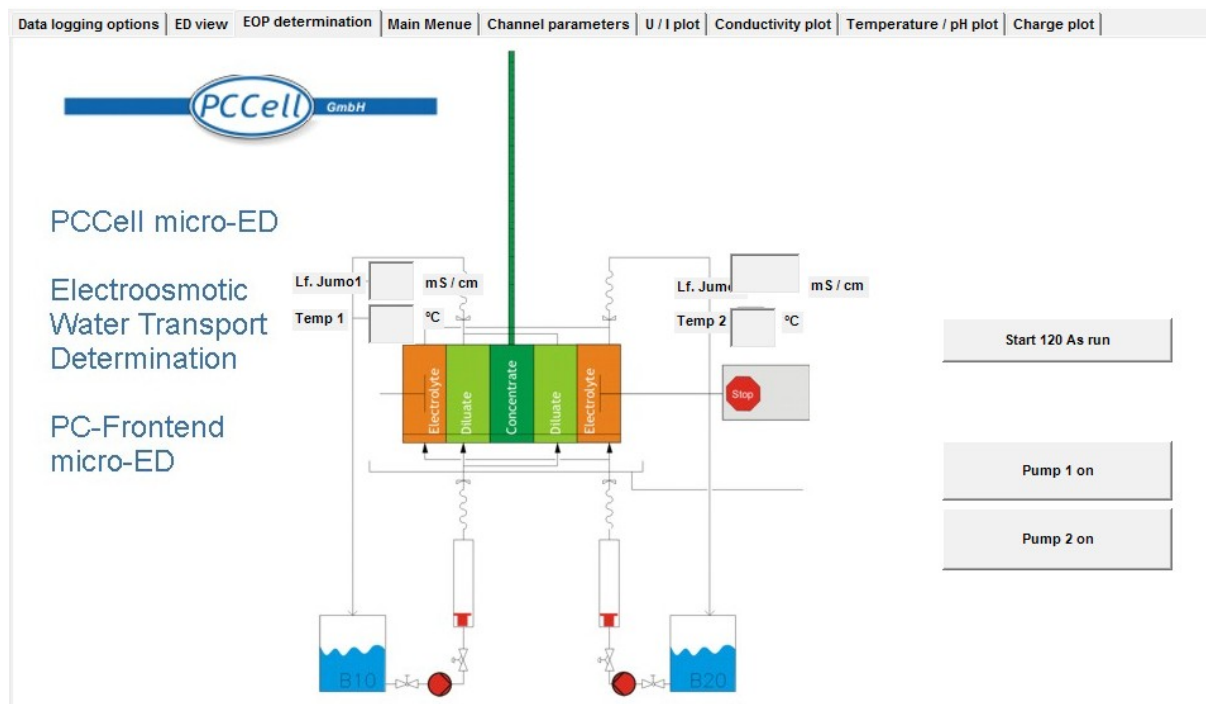 Data logging options
ED view
EOP determination
Main Menue
Channel parameters
U / I plot
Conductivity plot
Temperature / pH plot
Charge plot
PCCell GmbH
PCCell micro-ED
Electroosmotic
Water Transport
Determination
PC-Frontend
micro-ED
Lf. Jumo1
mS / cm
Temp 1
ºC
Lf. Jum
mS / cm
Temp 2
ºC
Electrolyte
Diluate
Concentrate
Diluate
Electrolyte
Stop
Start 120 As run
Pump 1 on
Pump 2 on
B10
B20